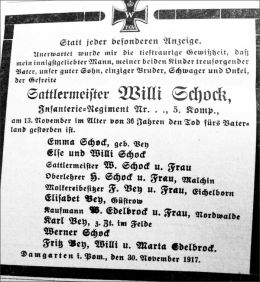 W
Statt jeder besonderen Anzeige.
Unerwartet wurde mir die tieftraurige Gewißheit, daß
mein innigstgeliebter Mann, meiner beiden Kinder treusorgender
Vater, unser guter Sohn, einziger Bruder, Schwager und Onkel,
der Gefreite
Sattlermeister Willi Schock,
Infanterie-Regiment Nr. . ., 5. Komp.,
am 13. November im Alter von 36 Jahren den Tod fürs Vater-
land gestorben ist.
Emma Schock, geb. Bey
Else und Willi Schock
Sattlermeister W. Schock u. Frau
Oberlehrer H. Schock u. Frau, Malchin
Molkereibesitzer F. Bey u. Frau, Eichelborn
Elisabet Bey, Güstrow
Kaufmann W. Edelbrock u. Frau, Nordwalde
Karl Bey, z. Zt. im Felde
Werner Schock
Fritz Bey, Willi u. Maria Edelbrock.
Damgarten i. Pom., den 30. November 1917.